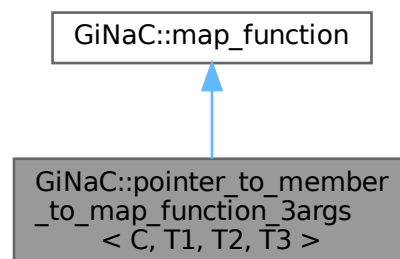 GiNaC::map_function
GiNaC::pointer_to_member
_to_map_function_3args
< C, T1, T2, T3 >